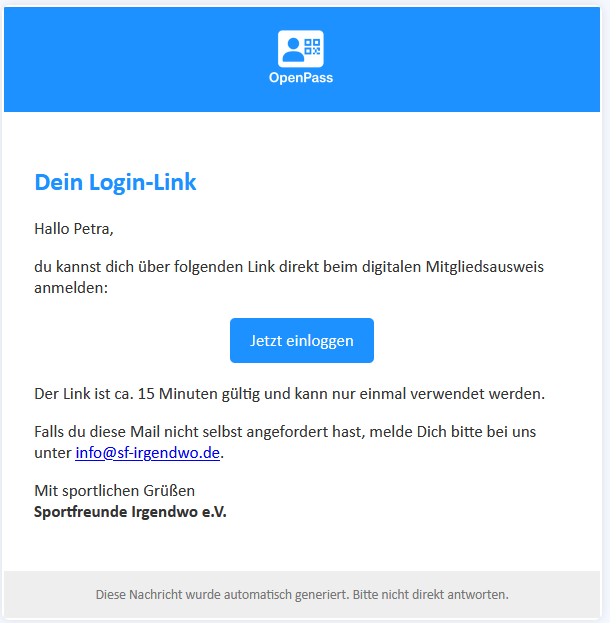 OpenPass
Dein Login-Link
Hallo Petra,
du kannst dich über folgenden Link direkt beim digitalen Mitgliedsausweis
anmelden:
Jetzt einloggen
Der Link ist ca. 15 Minuten gültig und kann nur einmal verwendet werden.
Falls du diese Mail nicht selbst angefordert hast, melde Dich bitte bei uns
unter info@sf-irgendwo.de.
Mit sportlichen Grüßen
Sportfreunde Irgendwo e.V.
Diese Nachricht wurde automatisch generiert. Bitte nicht direkt antworten.